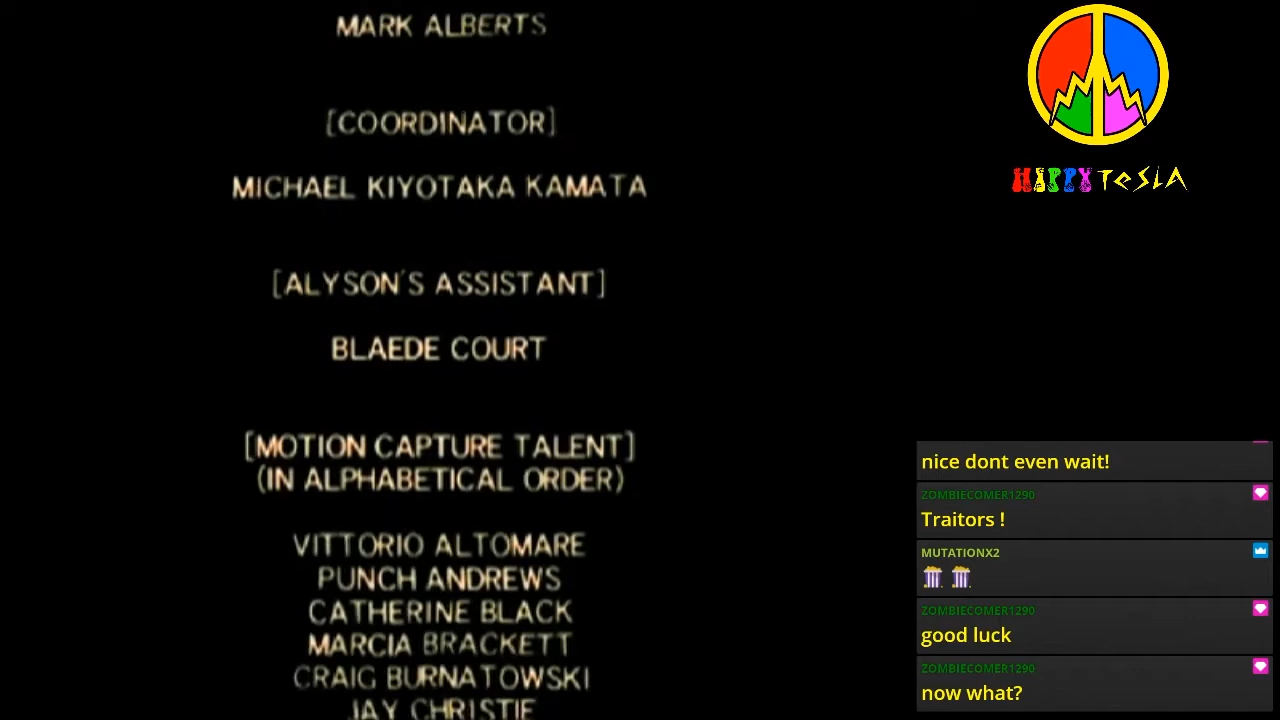 MARK ALBERTS
[COORDINATOR]
MICHAEL KIYOTAKA KAMATA
[ALYSON'S ASSISTANT]
BLAEDE COURT
[MOTION CAPTURE TALENT]
(IN ALPHABETICAL ORDER)
VITTORIO ALTOMARE
PUNCH ANDREWS
CATHERINE BLACK
MARCIA BRACKETT
CRAIG BURNATOWSKI
JAY CHRISTIE
HAPPYTESLA
nice dont even wait!
ZOMBIECOMER1290
Traitors !
MUTATIONX2
ZOMBIECOMER1290
good luck
ZOMBIECOMER1290
now what?